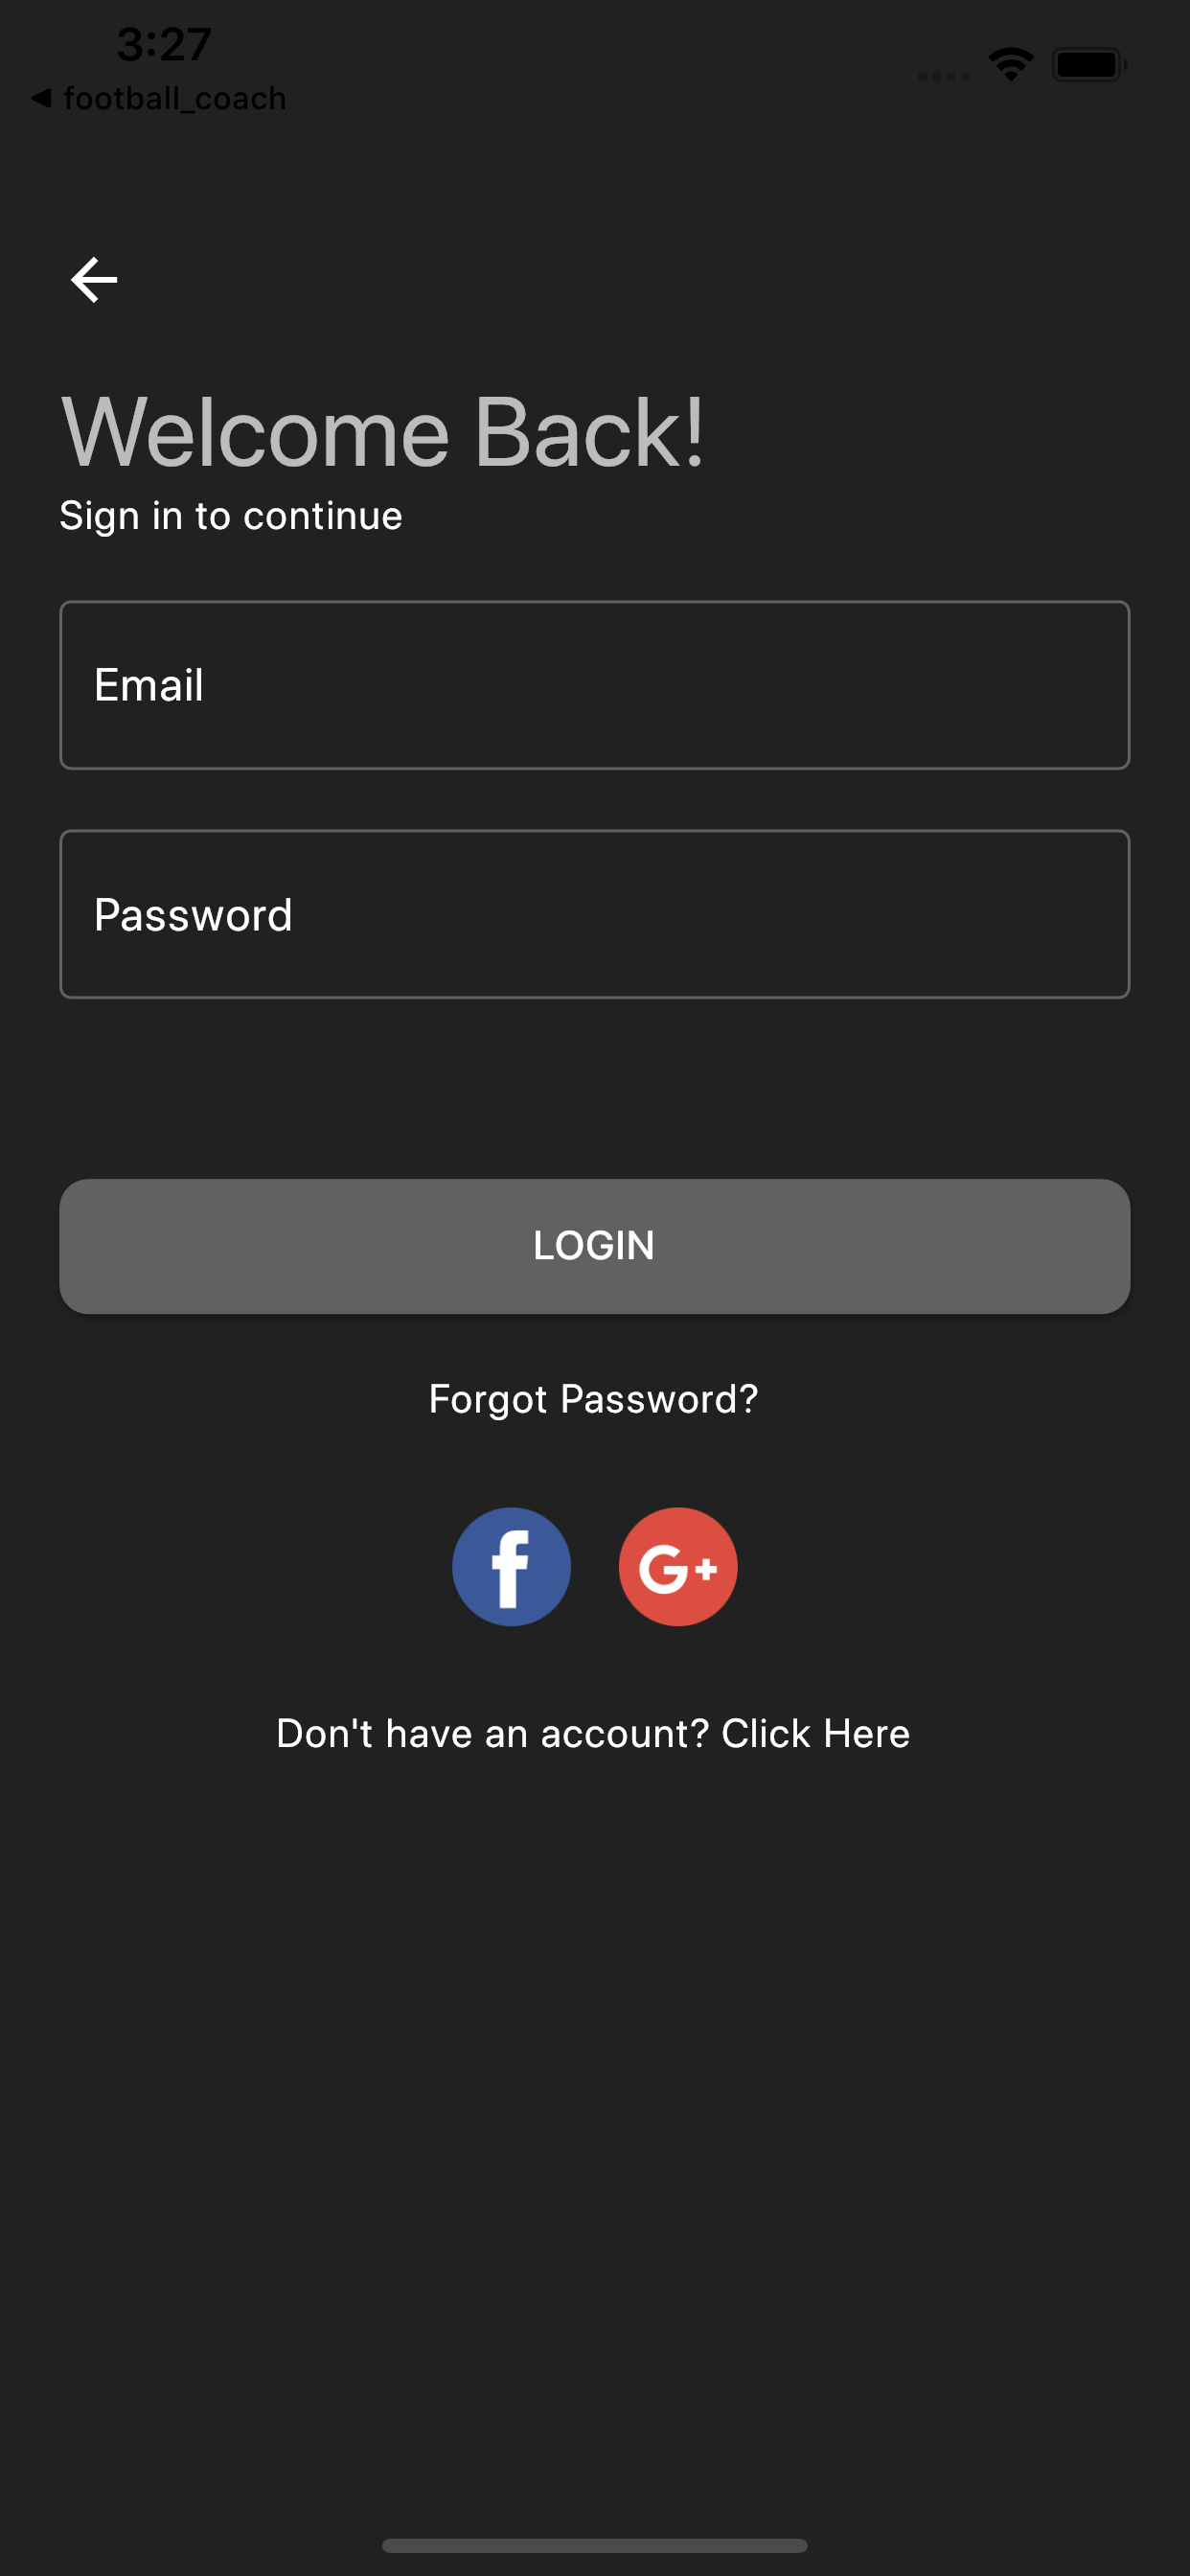 3:27
◀ football_coach
Welcome Back!
Sign in to continue
Email
Password
LOGIN
Forgot Password?
f G+
Don't have an account? Click Here